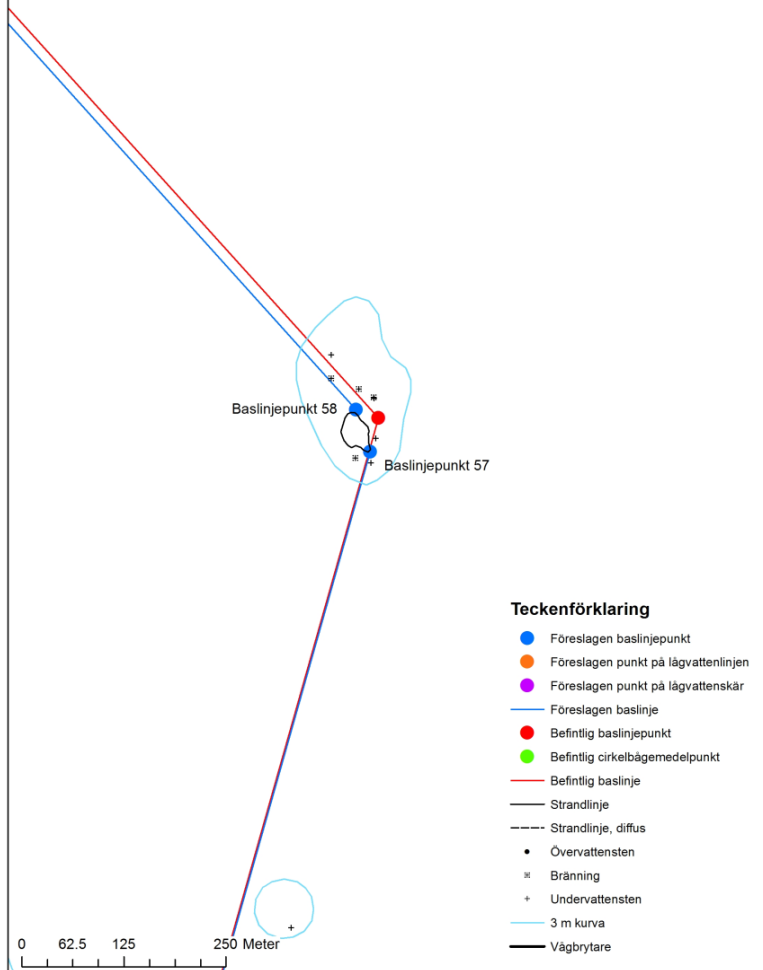 Baslinjepunkt 58
Baslinjepunkt 57
Teckenförklaring
Föreslagen baslinjepunkt
Föreslagen punkt på lågvattenlinjen
Föreslagen punkt på lågvattenskär
Föreslagen baslinje
Befintlig baslinjepunkt
Befintlig cirkelbågemedelpunkt
Befintlig baslinje
Strandlinje
Strandlinje, diffus
Övervattensten
Bränning
Undervattensten
3 m kurva
Vågbrytare
0 62.5 125 250 Meter